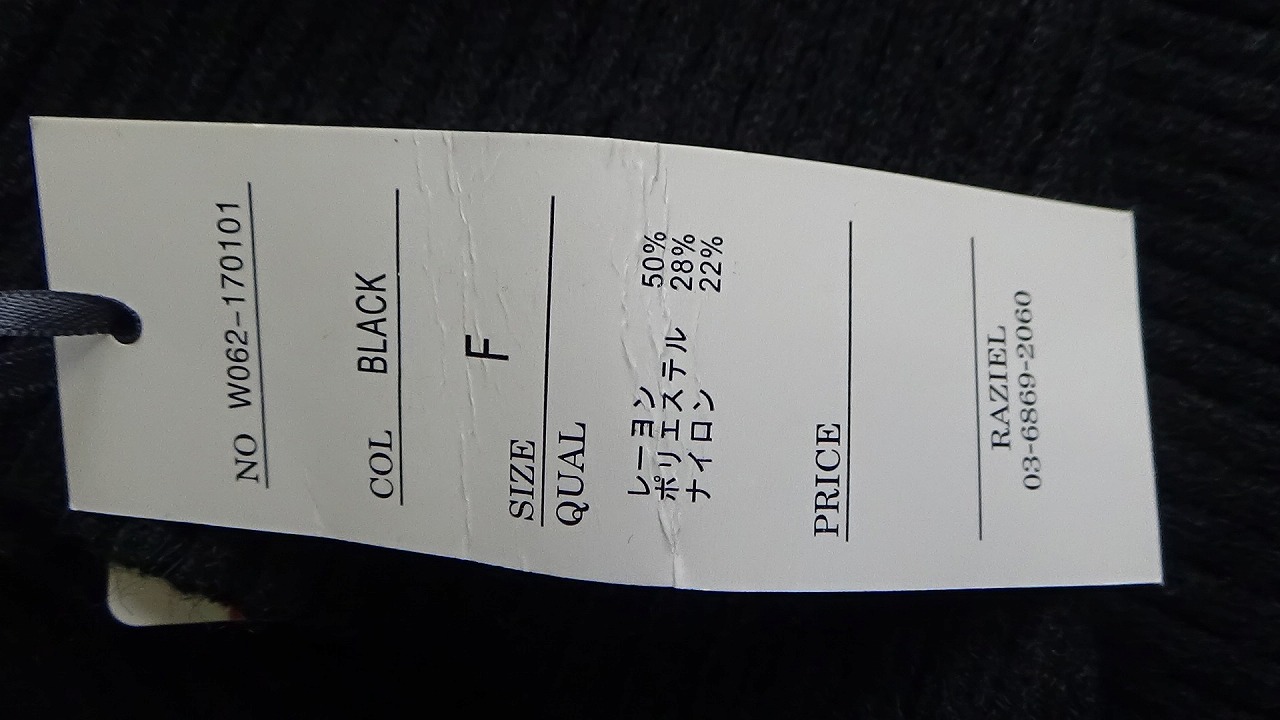 NO W062-170101
COL BLACK
SIZE F
QUAL
レーヨン 50%
ポリエステル 28%
ナイロン 22%
PRICE
RAZIEL
03-6869-2060